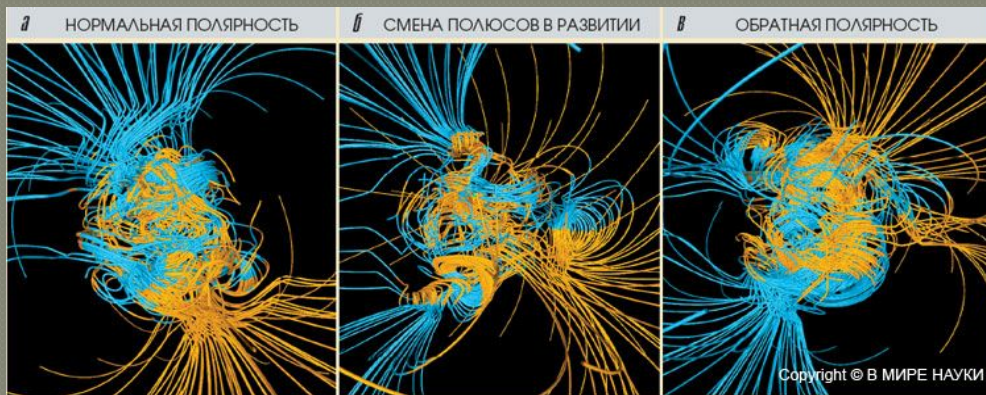 а НОРМАЛЬНАЯ ПОЛЯРНОСТЬ
б СМЕНА ПОЛЮСОВ В РАЗВИТИИ
в ОБРАТНАЯ ПОЛЯРНОСТЬ
Copyright © В МИРЕ НАУКИ